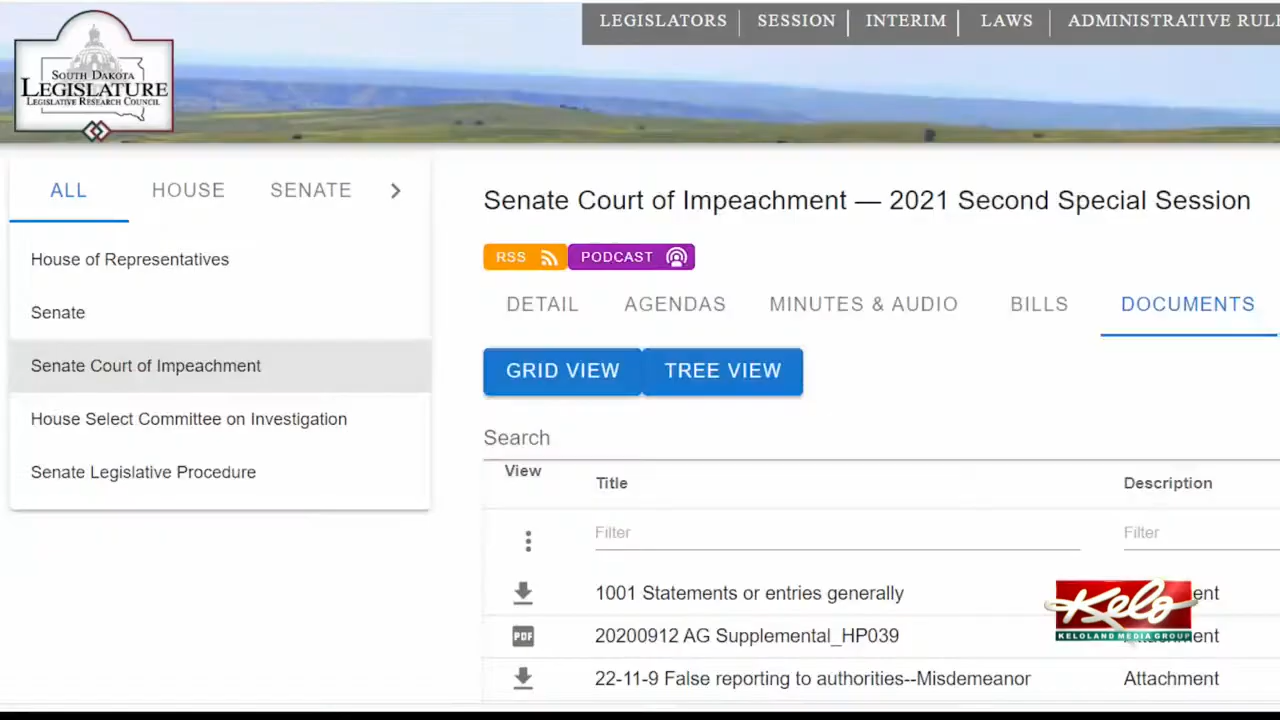 LEGISLATORS SESSION INTERIM LAWS ADMINISTRATIVE RULE
SOUTH DAKOTA
LEGISLATURE
LEGISLATIVE RESEARCH COUNCIL
ALL HOUSE SENATE
House of Representatives
Senate
Senate Court of Impeachment
House Select Committee on Investigation
Senate Legislative Procedure
Senate Court of Impeachment — 2021 Second Special Session
RSS PODCAST
DETAIL AGENDAS MINUTES & AUDIO BILLS DOCUMENTS
GRID VIEW TREE VIEW
Search
View Title Description
Filter Filter
1001 Statements or entries generally
PDF 20200912 AG Supplemental_HP039
22-11-9 False reporting to authorities--Misdemeanor Attachment
Kelo
KELOLAND MEDIA GROUP